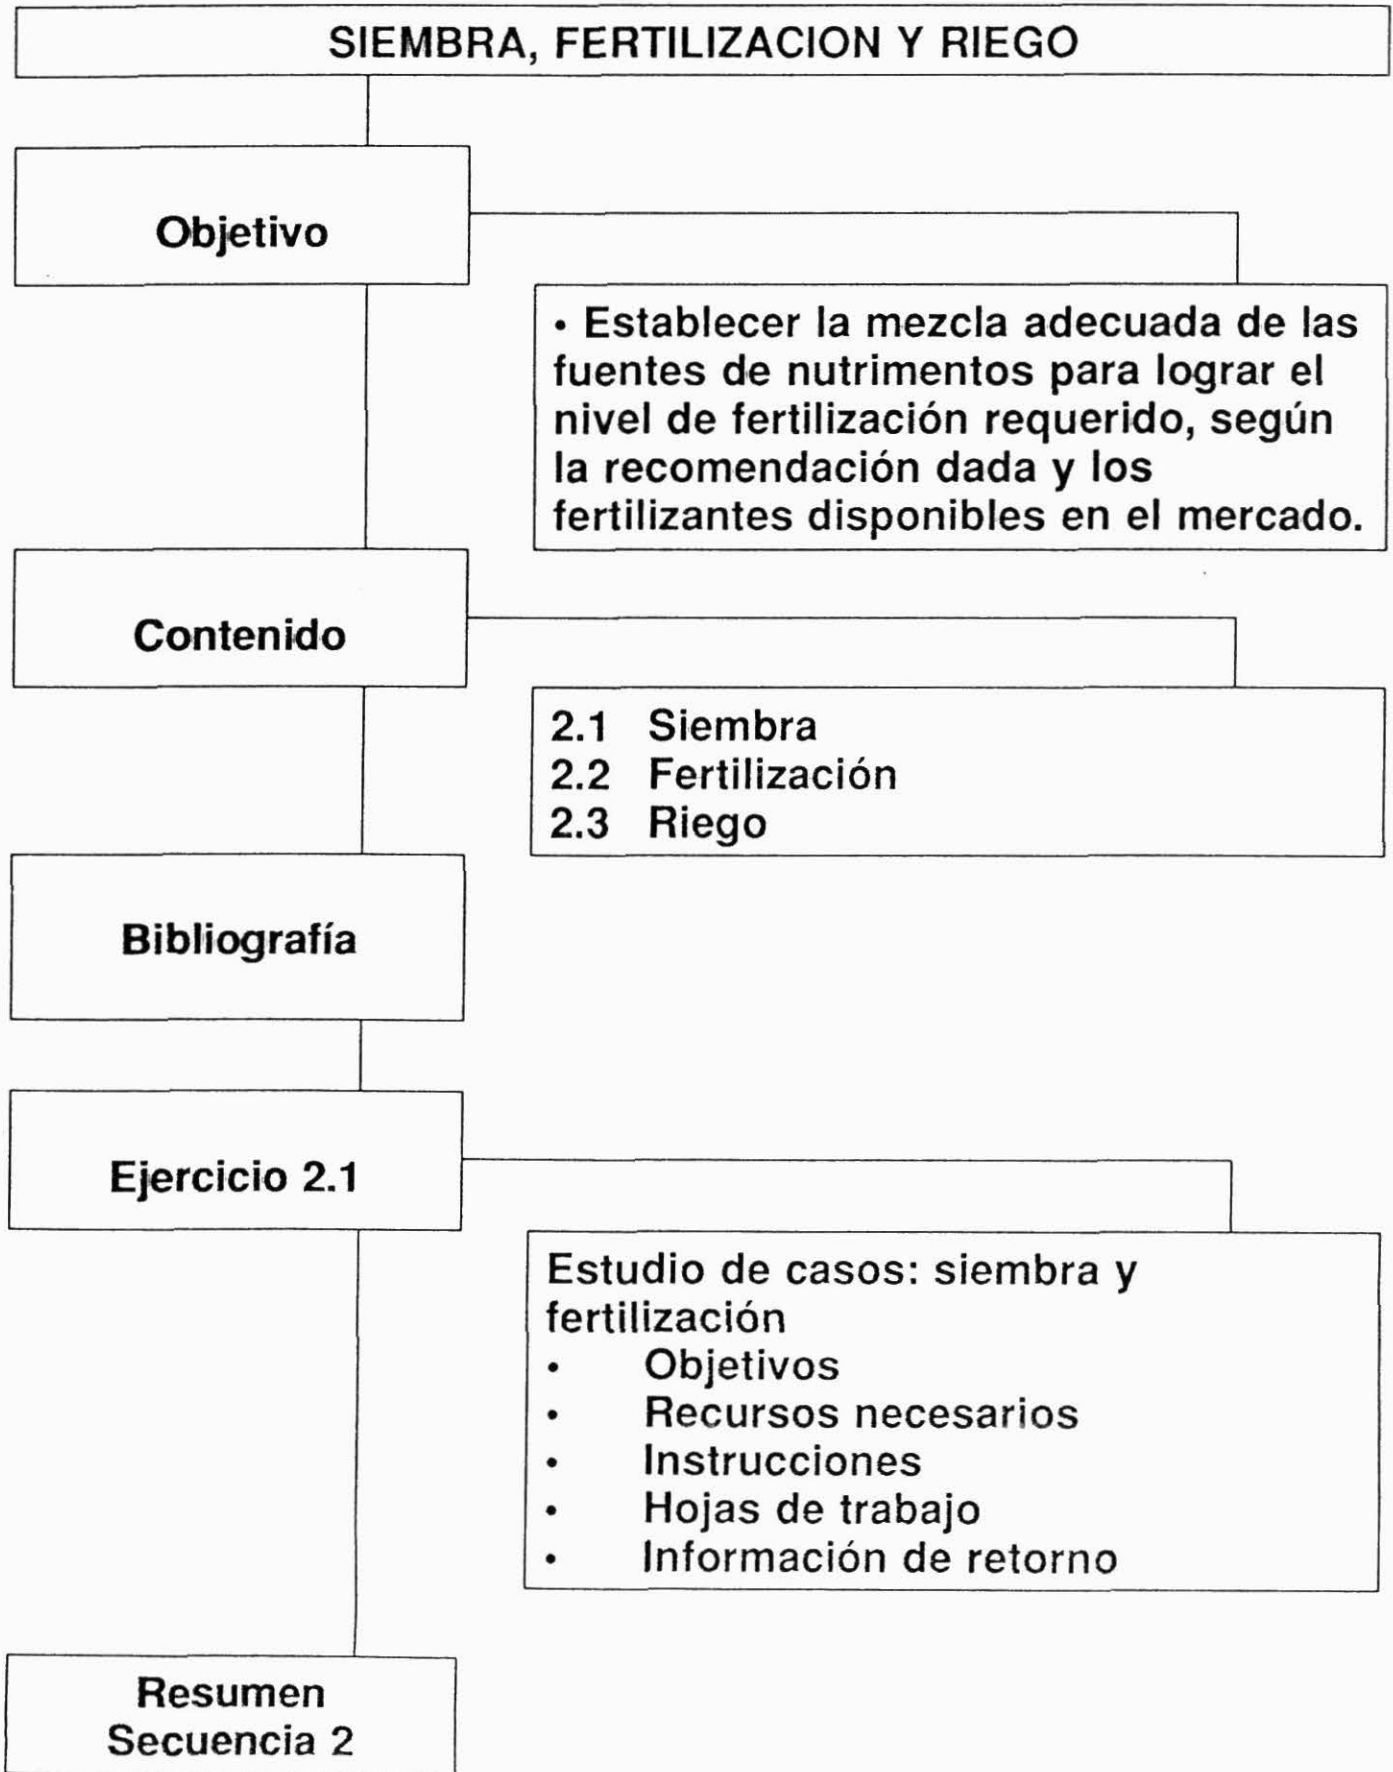 SIEMBRA, FERTILIZACION Y RIEGO
Objetivo
• Establecer la mezcla adecuada de las
fuentes de nutrimentos para lograr el
nivel de fertilización requerido, según
la recomendación dada y los
fertilizantes disponibles en el mercado.
Contenido
2.1 Siembra
2.2 Fertilización
2.3 Riego
Bibliografía
Ejercicio 2.1
Estudio de casos: siembra y
fertilización
• Objetivos
• Recursos necesarios
• Instrucciones
• Hojas de trabajo
• Información de retorno
Resumen
Secuencia 2